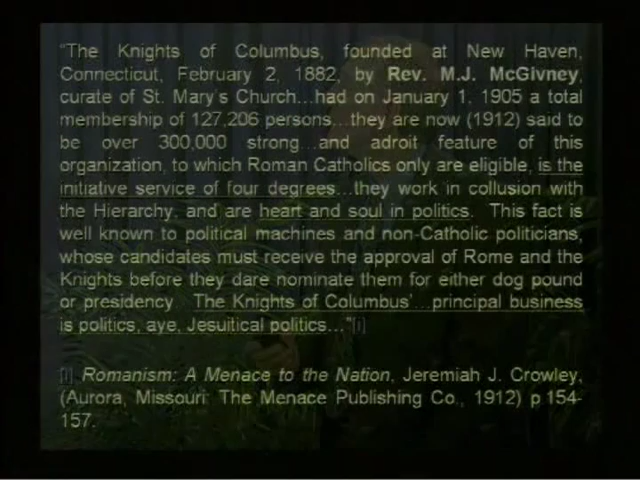 “The Knights of Columbus, founded at New Haven,
Connecticut, February 2, 1882, by Rev. M.J. McGivney,
curate of St. Mary's Church...had on January 1, 1905 a total
membership of 127,206 persons...they are now (1912) said to
be over 300,000 strong...and adroit feature of this
organization, to which Roman Catholics only are eligible, is the
initiative service of four degrees...they work in collusion with
the Hierarchy, and are heart and soul in politics. This fact is
well known to political machines and non-Catholic politicians,
whose candidates must receive the approval of Rome and the
Knights before they dare nominate them for either dog pound
or presidency. The Knights of Columbus'...principal business
is politics, aye, Jesuitical politics...”[i]
[i] Romanism: A Menace to the Nation, Jeremiah J. Crowley,
(Aurora, Missouri: The Menace Publishing Co., 1912) p.154-
157.